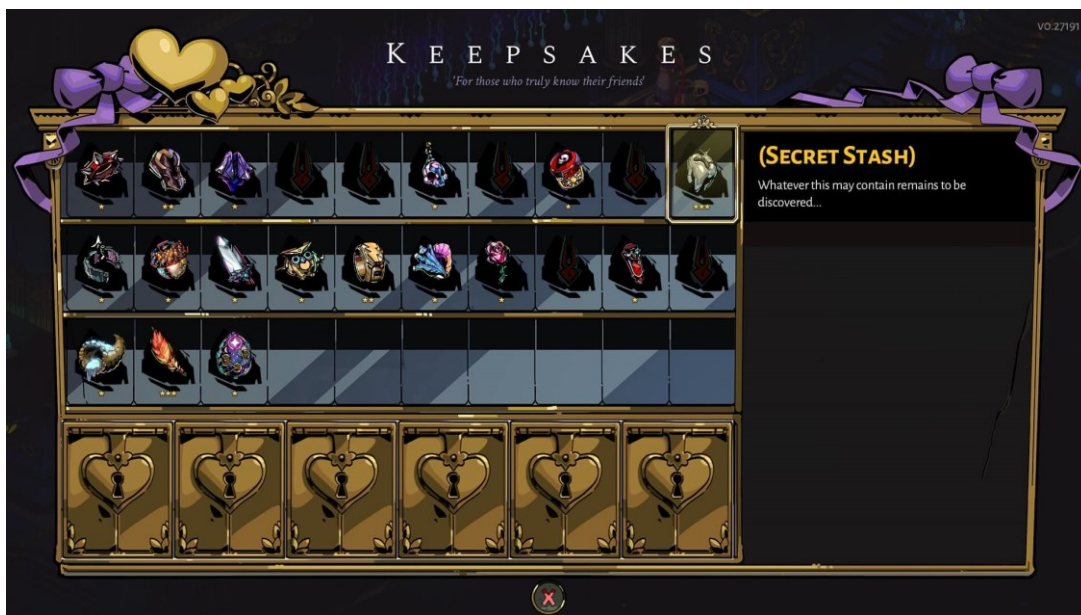 V0.27191
KEEPSAKES
'For those who truly know their friends'
(SECRET STASH)
Whatever this may contain remains to be
discovered...
X